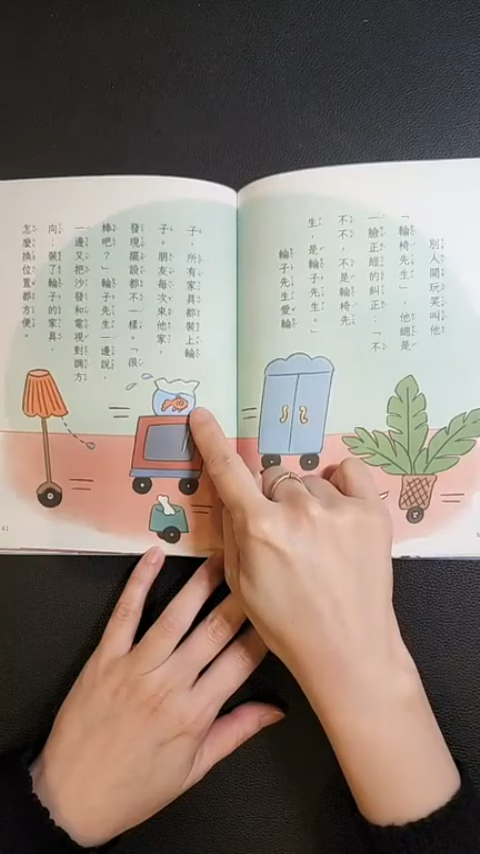 別人開玩笑叫他
「輪椅先生」，他總是
一臉正經的糾正：「不
不不，不是輪椅先
生，是輪子先生。」
輪子先生愛輪
子，所有家具都裝上輪
子。朋友每次來他家，
發現擺設都不一樣。「很
棒吧？」輪子先生一邊說，
一邊又把沙發和電視對調方
向，裝了輪子的家具，
怎麼換位置都方便。
61